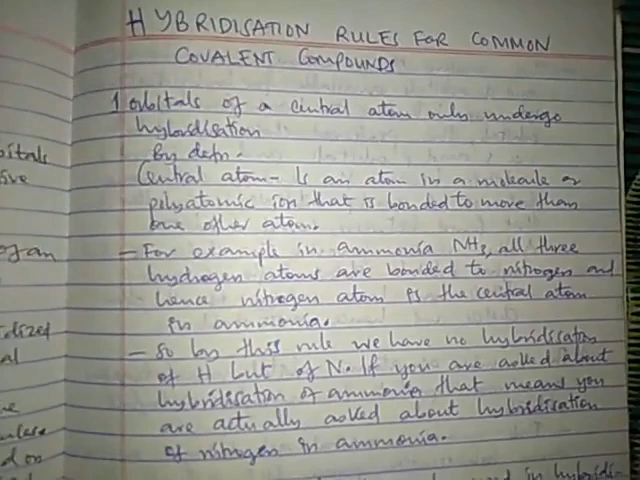 HYBRIDISATION RULES FOR COMMON
COVALENT COMPOUNDS
1 orbitals of a central atom only undergo
hybridisation
By defn.
Central atom - Is an atom in a molecule or
polyatomic ion that is bonded to more than
one other atom.
- For example in ammonia NH3, all three
hydrogen atoms are bonded to nitrogen and
hence nitrogen atom is the central atom
in ammonia.
- So by this rule we have no hybridisation
of H but of N. If you are asked about
hybridisation of ammonia that means you
are actually asked about hybridisation
of nitrogen in ammonia.
in hybridi-